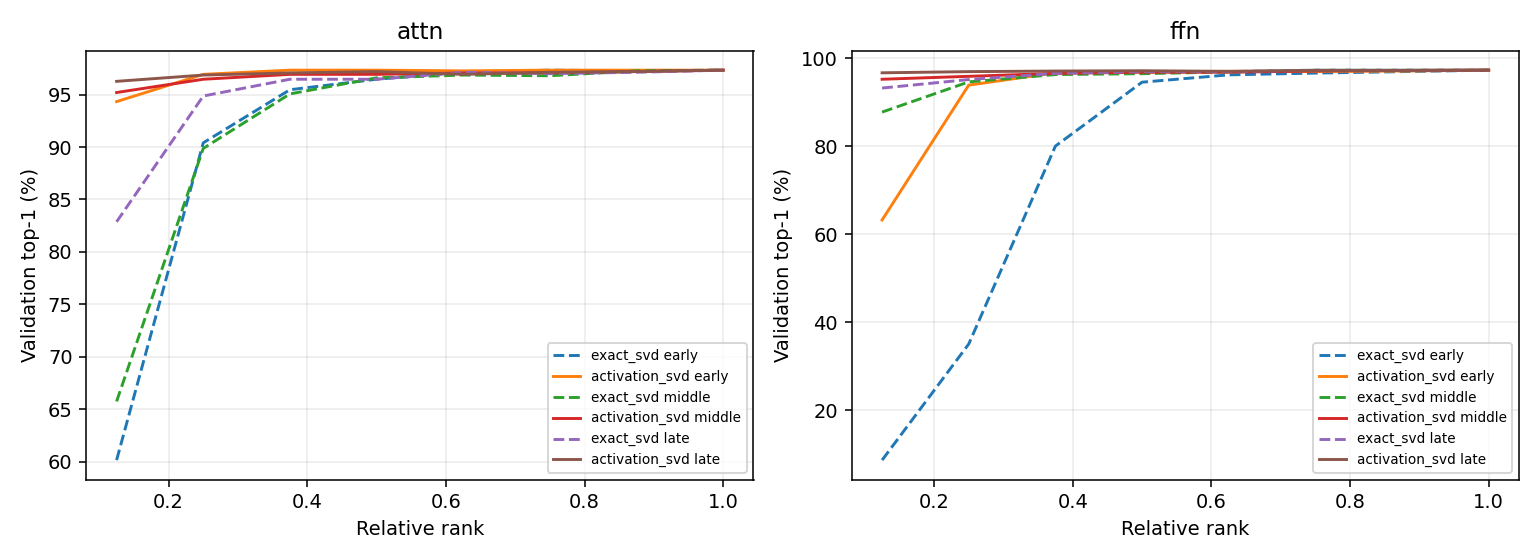 attn
Validation top-1 (%)
95
90
85
80
75
70
65
60
0.2
0.4
0.6
0.8
1.0
Relative rank
exact_svd early
activation_svd early
exact_svd middle
activation_svd middle
exact_svd late
activation_svd late
ffn
Validation top-1 (%)
100
80
60
40
20
0.2
0.4
0.6
0.8
1.0
Relative rank
exact_svd early
activation_svd early
exact_svd middle
activation_svd middle
exact_svd late
activation_svd late